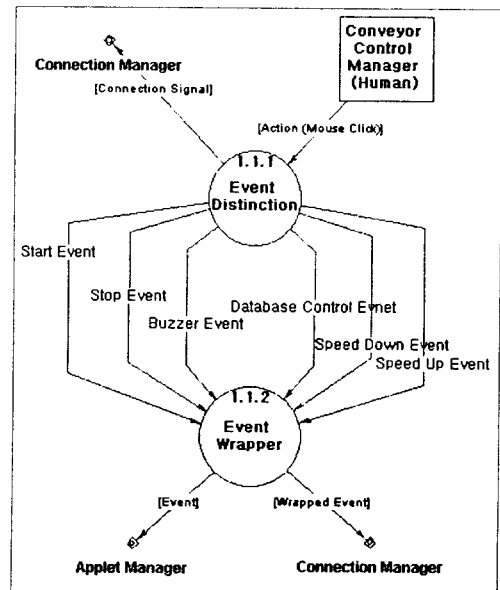 Conveyor
Control
Manager
(Human)
Connection Manager
[Connection Signal]
[Action (Mouse Click)]
1.1.1
Event
Distinction
Start Event
Stop Event
Buzzer Event
Database Control Evnet
Speed Down Event
Speed Up Event
1.1.2
Event
Wrapper
[Event]
[Wrapped Event]
Applet Manager
Connection Manager